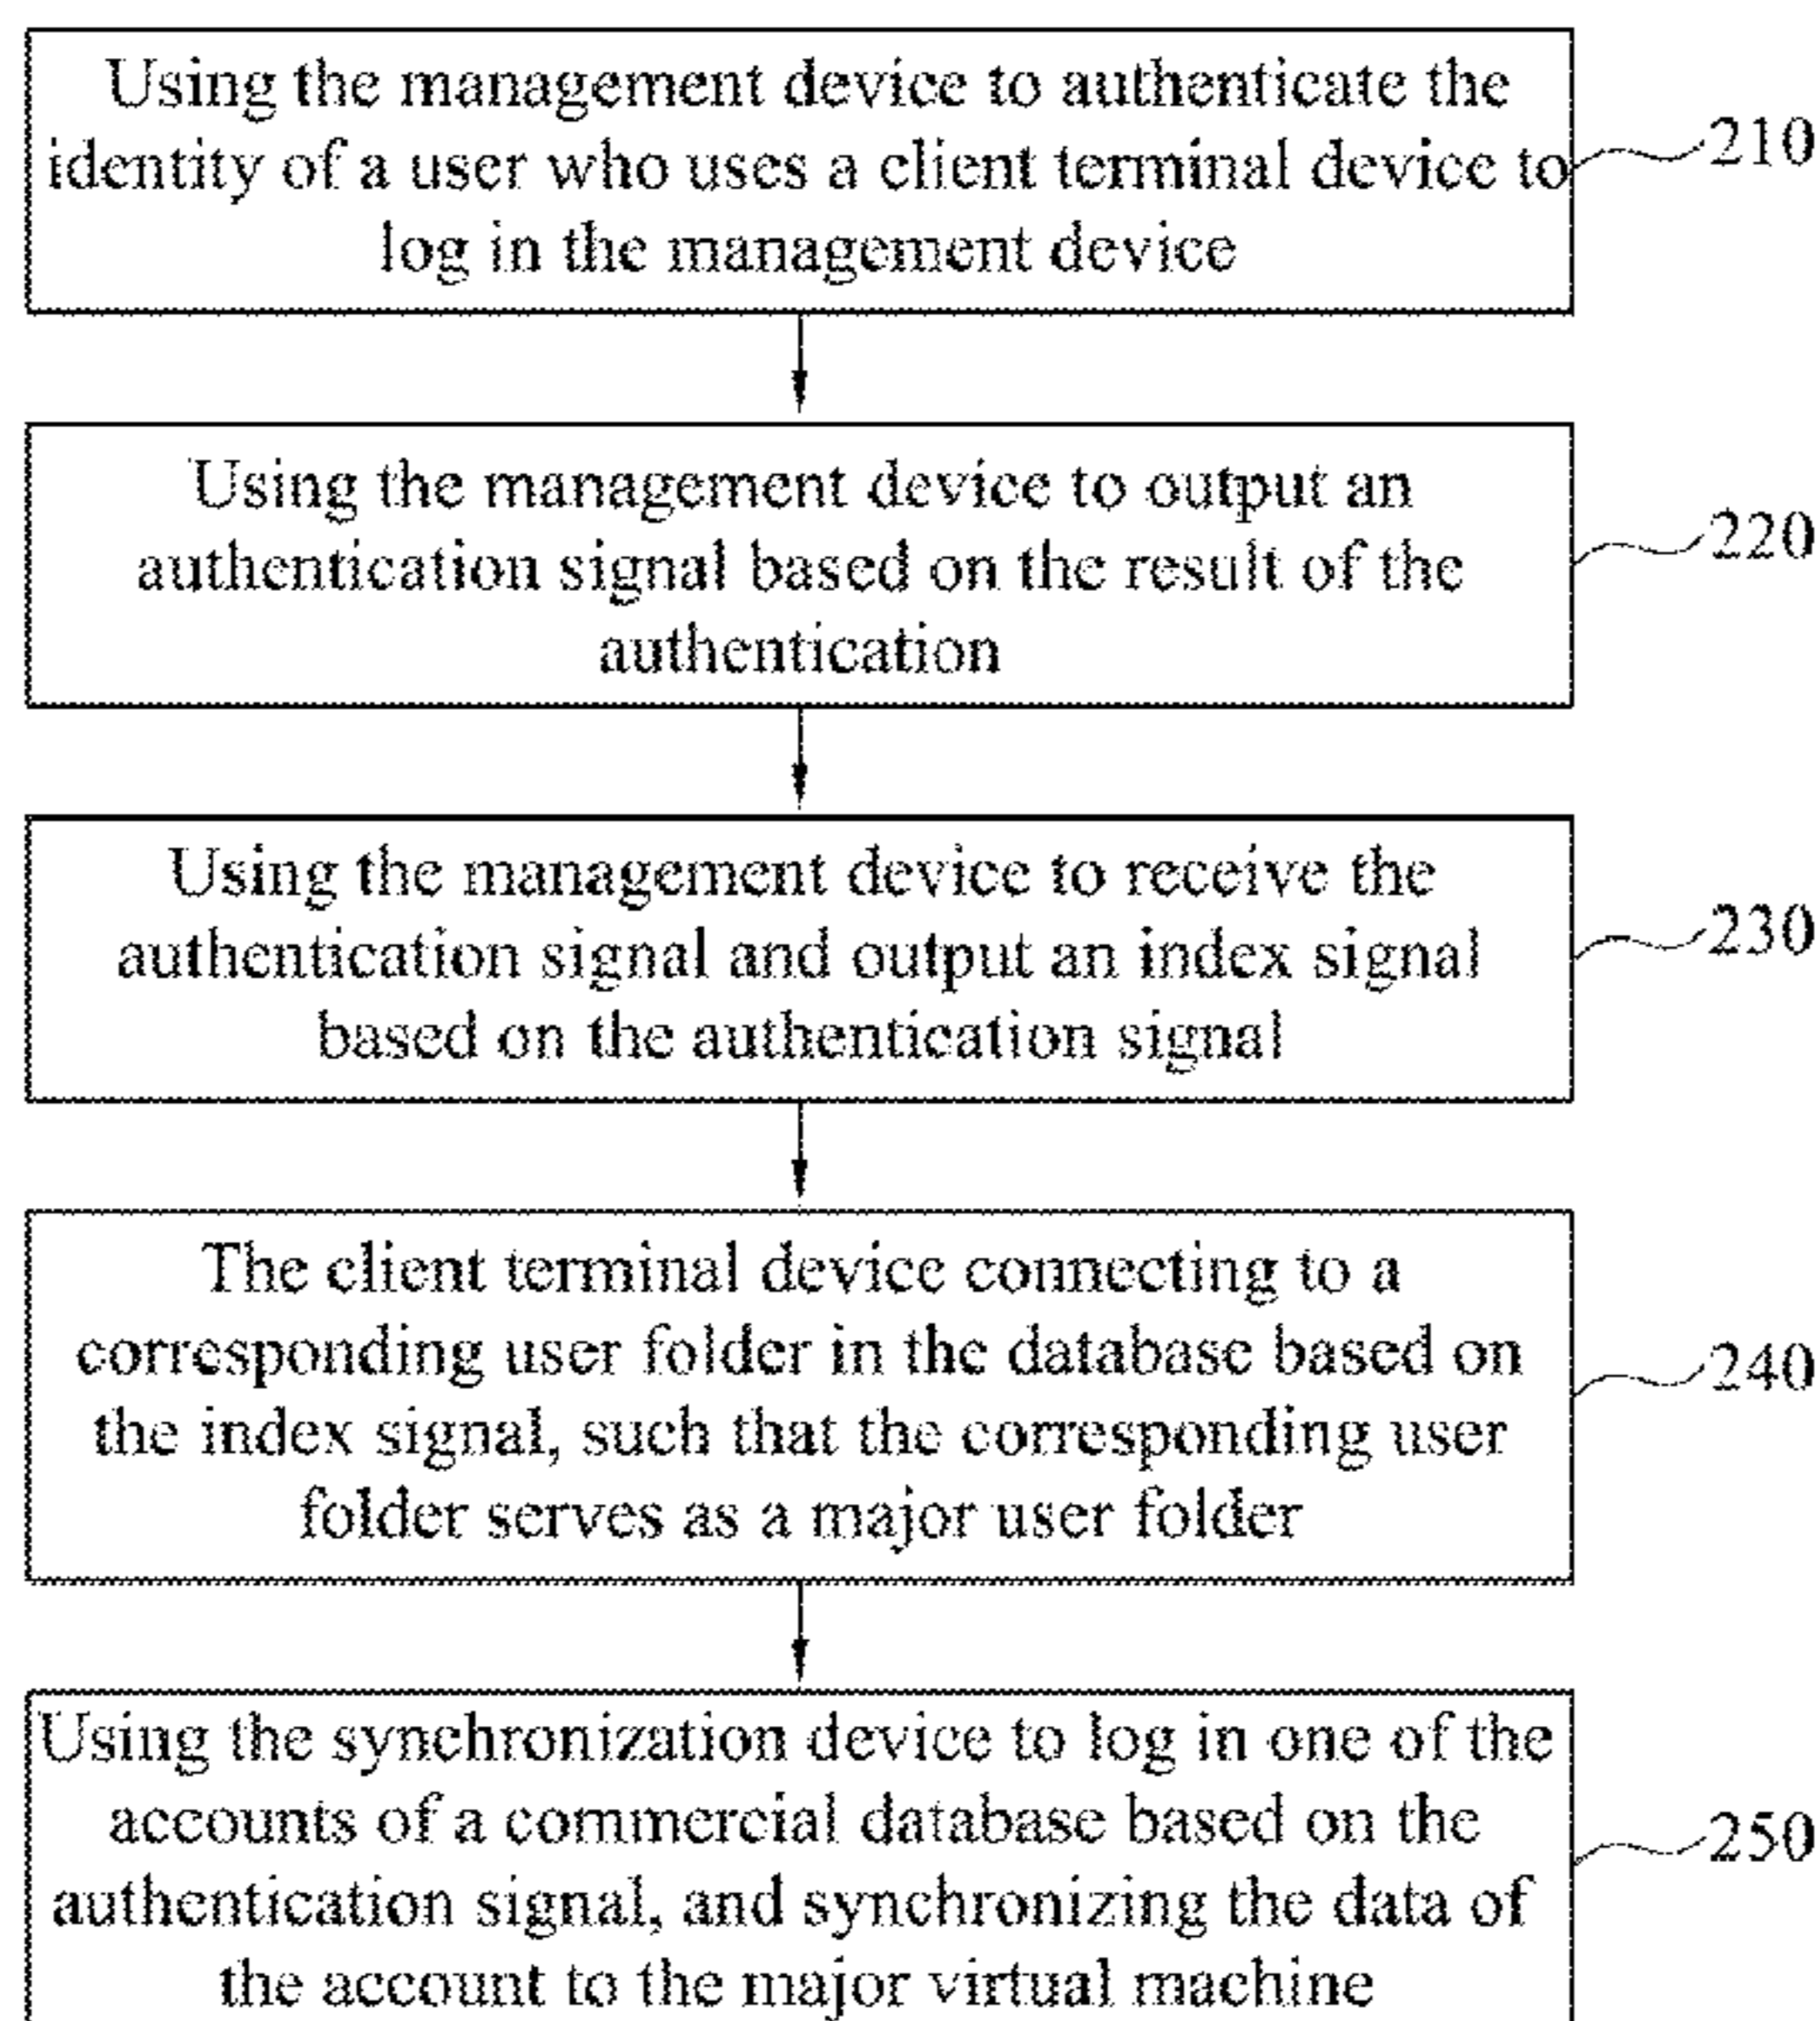 Using the management device to authenticate the
identity of a user who uses a client terminal device to
log in the management device
210
Using the management device to output an
authentication signal based on the result of the
authentication
220
Using the management device to receive the
authentication signal and output an index signal
based on the authentication signal
230
The client terminal device connecting to a
corresponding user folder in the database based on
the index signal, such that the corresponding user
folder serves as a major user folder
240
Using the synchronization device to log in one of the
accounts of a commercial database based on the
authentication signal, and synchronizing the data of
the account to the major virtual machine
250